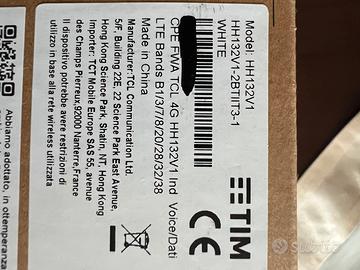 Model: HH132V1
HH132V1-2BTIIT3-1
WHITE
TIM
CE
CPE FWA TCL 4G HH132V1 Ind Voice/Dati
LTE Bands B1/3/7/8/20/28/32/38
Made in China
Manufacturer:TCL Communication Ltd.
5/F, Building 22E, 22 Science Park East Avenue,
Hong Kong Science Park, Shatin, NT, Hong Kong
Importer: TCT Mobile Europe SAS 55, avenue
des Champs Pierreux,92000 Nanterre,France
Il dispositivo potrebbe avere restrizioni di
utilizzo in base alla rete wireless utilizzata
Abbiamo adottato, in ottemperanza
Subito